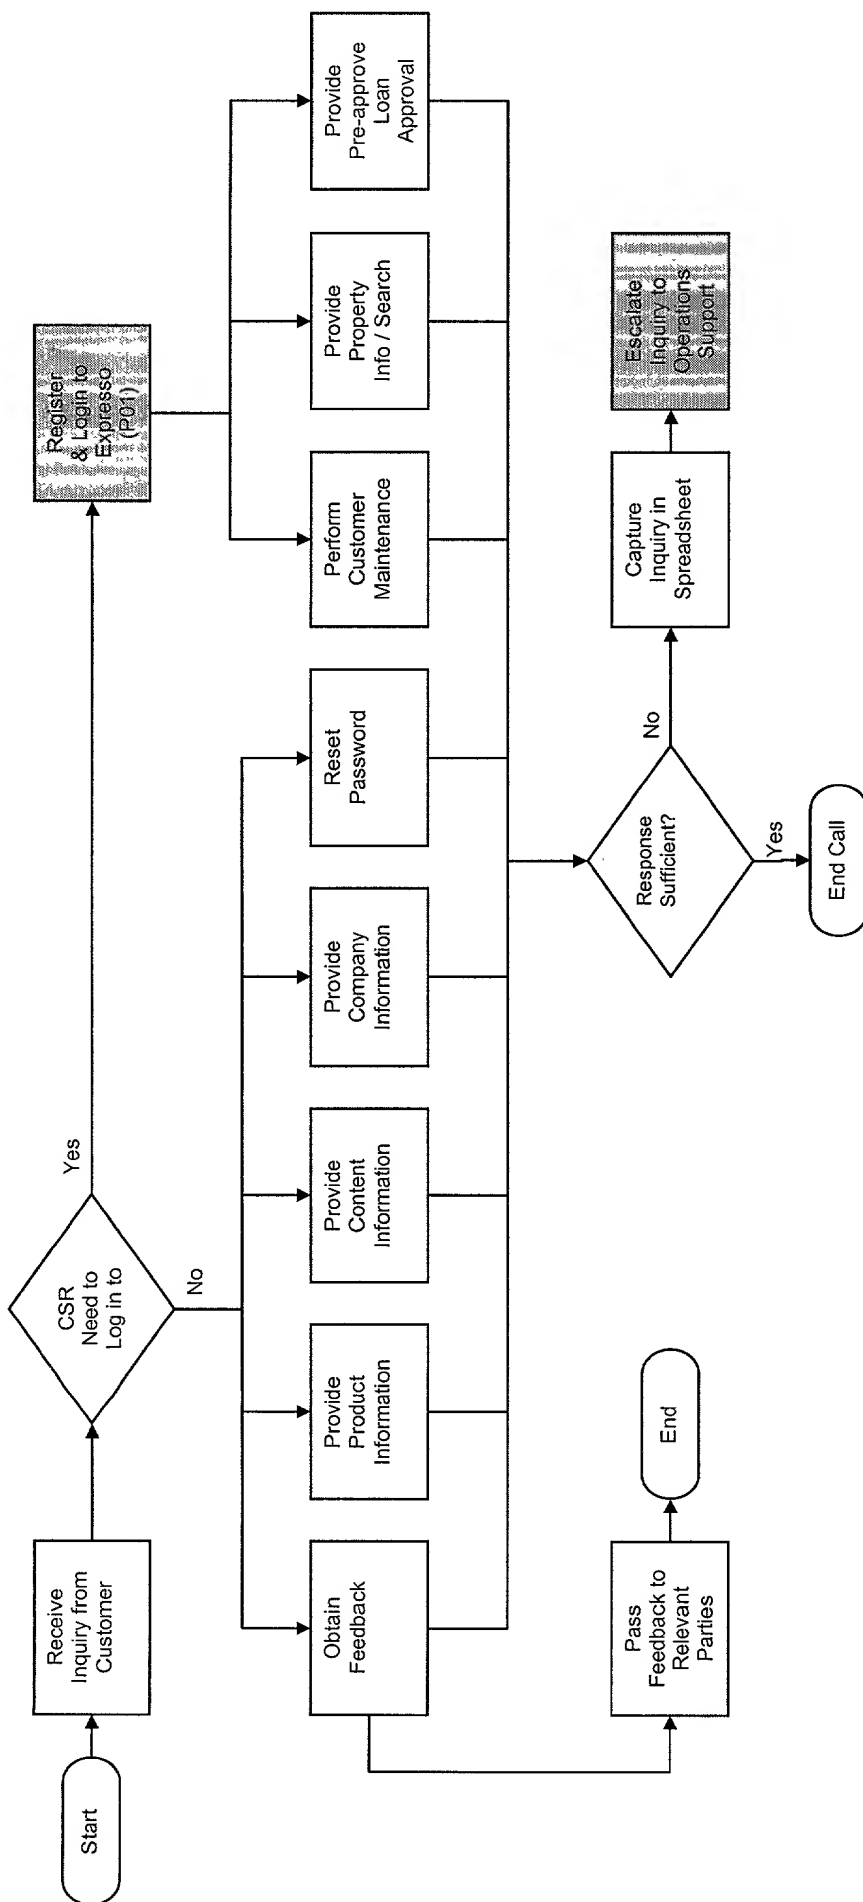 Start
Receive
Inquiry from
Customer
CSR
Need to
Log in to
Yes
No
Register
& Login to
Expresso
(P01)
Obtain
Feedback
Provide
Product
Information
Provide
Content
Information
Provide
Company
Information
Reset
Password
Perform
Customer
Maintenance
Provide
Property
Info / Search
Provide
Pre-approve
Loan
Approval
Pass
Feedback to
Relevant
Parties
End
Response
Sufficient?
No
Yes
End Call
Capture
Inquiry in
Spreadsheet
Escalate
Inquiry to
Operations
Support